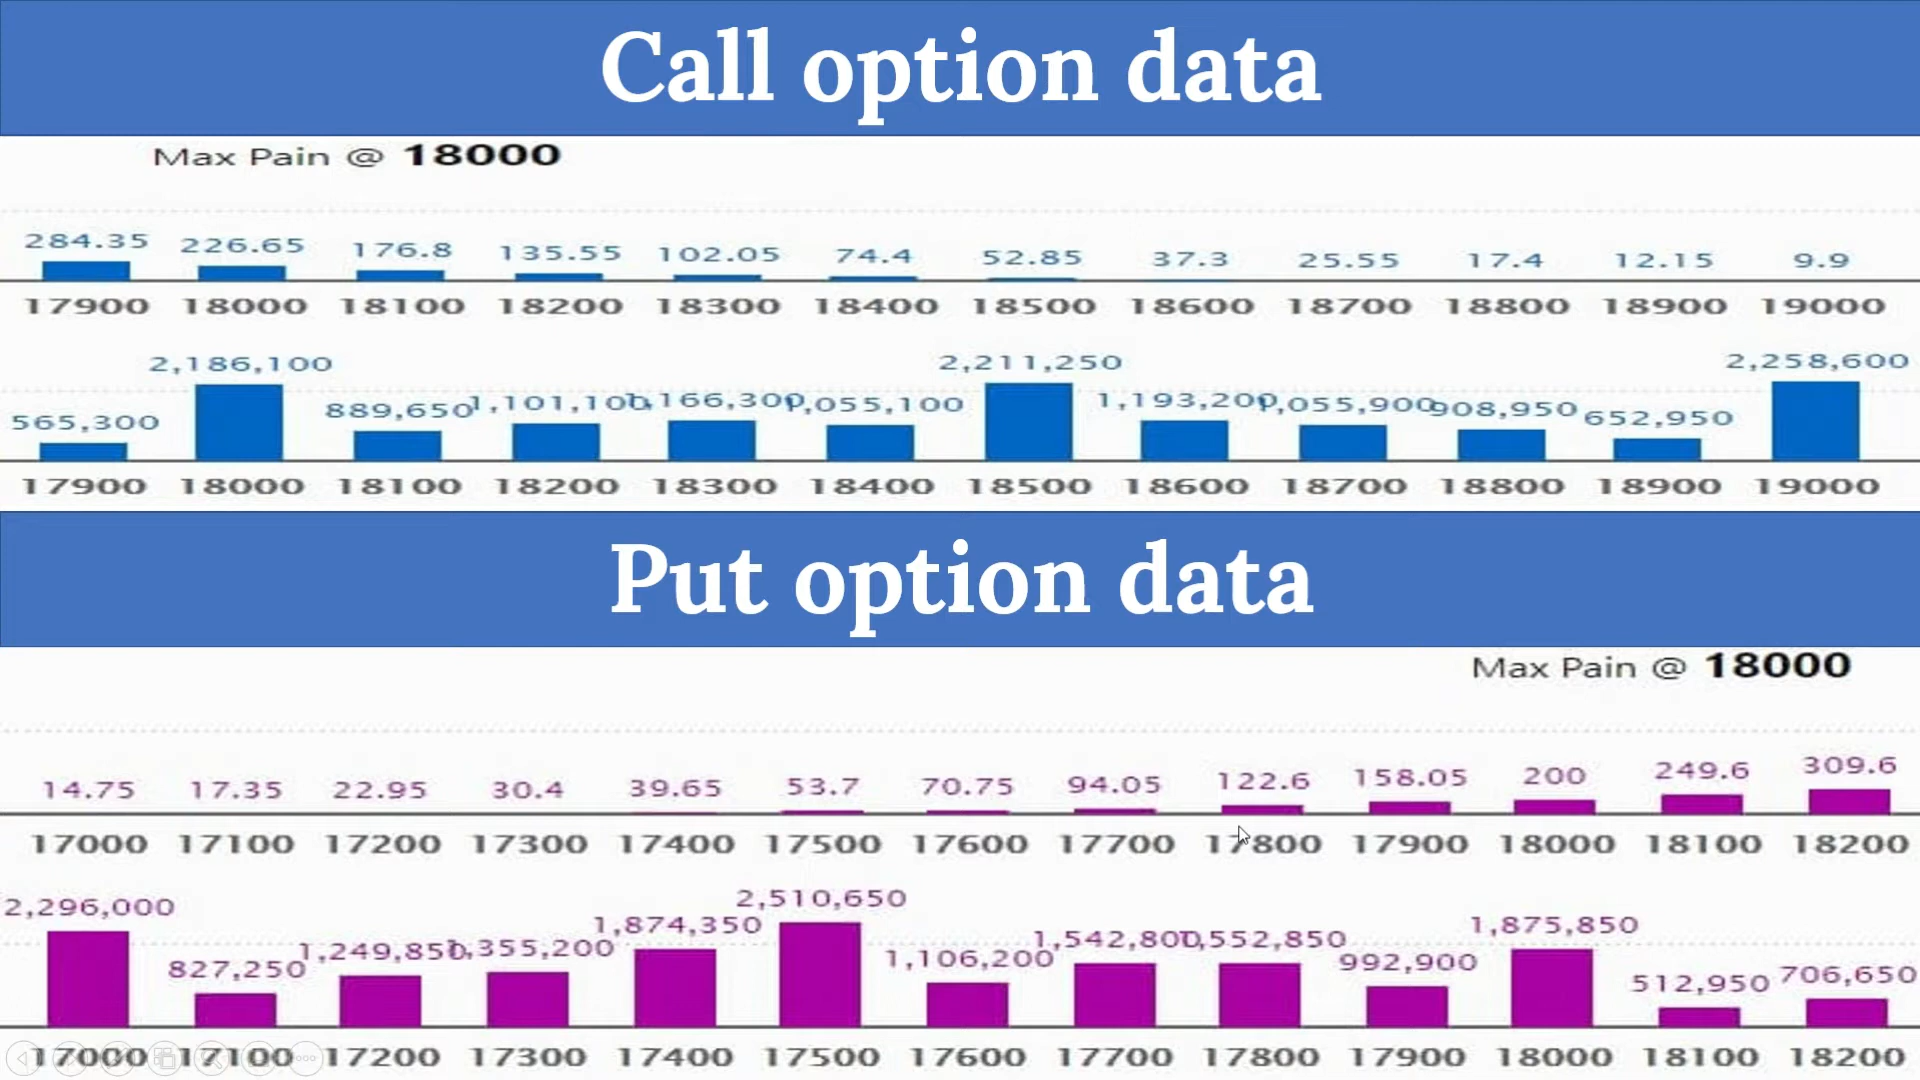 Call option data
Max Pain @ 18000
284.35 226.65 176.8 135.55 102.05 74.4 52.85 37.3 25.55 17.4 12.15 9.9
17900 18000 18100 18200 18300 18400 18500 18600 18700 18800 18900 19000
565,300 2,186,100 889,650 1,101,100 1,166,300 1,055,100 2,211,250 1,193,200 1,055,900 908,950 652,950 2,258,600
17900 18000 18100 18200 18300 18400 18500 18600 18700 18800 18900 19000
Put option data
Max Pain @ 18000
14.75 17.35 22.95 30.4 39.65 53.7 70.75 94.05 122.6 158.05 200 249.6 309.6
17000 17100 17200 17300 17400 17500 17600 17700 17800 17900 18000 18100 18200
2,296,000 827,250 1,249,850 1,355,200 1,874,350 2,510,650 1,106,200 1,542,800 1,552,850 992,900 1,875,850 512,950 706,650
17000 17100 17200 17300 17400 17500 17600 17700 17800 17900 18000 18100 18200